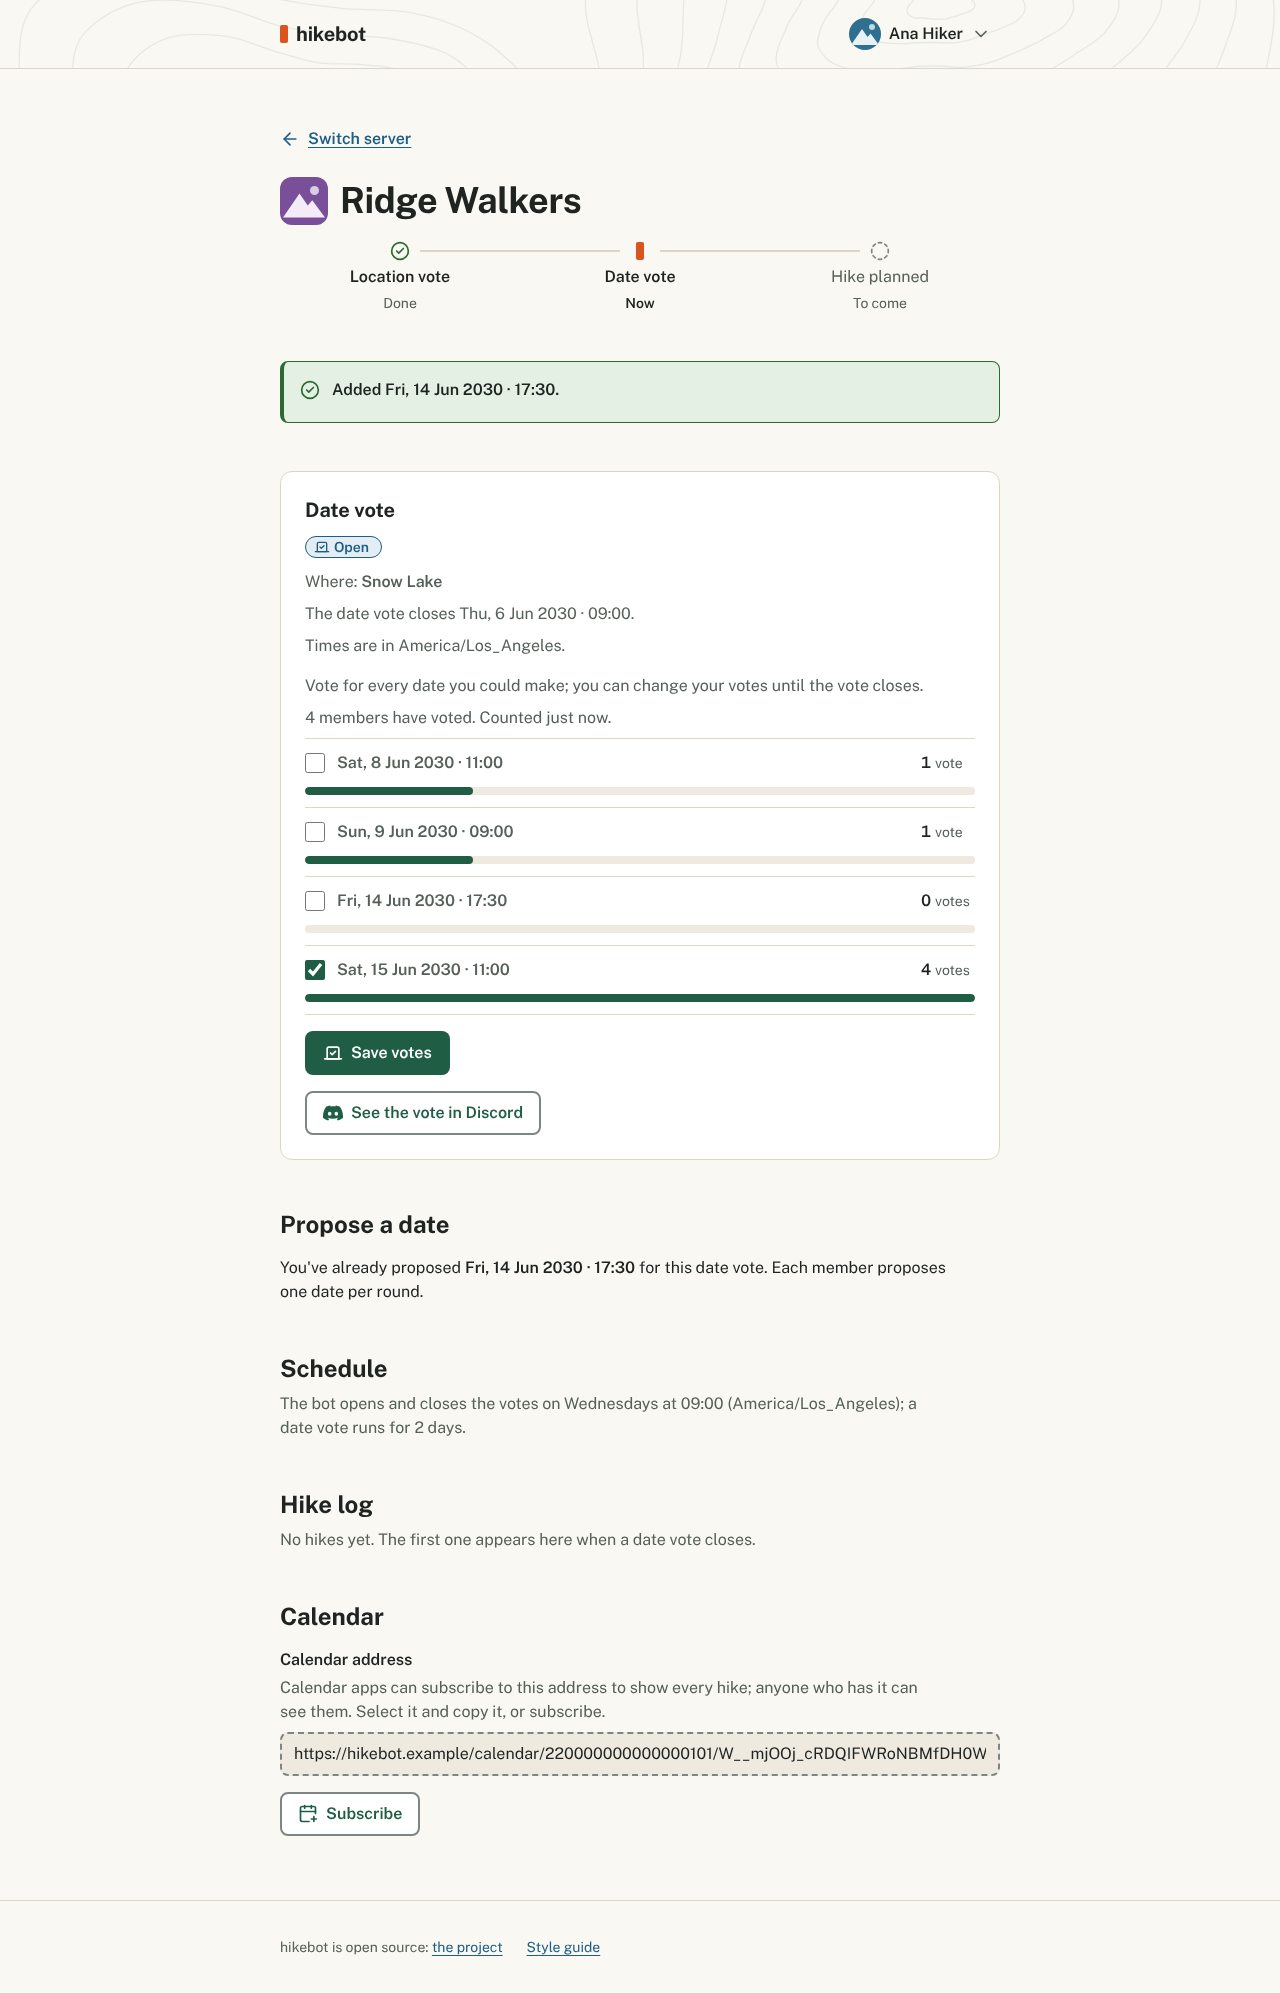 hikebot
Ana Hiker
Switch server
Ridge Walkers
Location vote
Done
Date vote
Now
Hike planned
To come
Added Fri, 14 Jun 2030 · 17:30.
Date vote
Open
Where: Snow Lake
The date vote closes Thu, 6 Jun 2030 · 09:00.
Times are in America/Los_Angeles.
Vote for every date you could make; you can change your votes until the vote closes.
4 members have voted. Counted just now.
Sat, 8 Jun 2030 · 11:00 1 vote
Sun, 9 Jun 2030 · 09:00 1 vote
Fri, 14 Jun 2030 · 17:30 0 votes
Sat, 15 Jun 2030 · 11:00 4 votes
Save votes
See the vote in Discord
Propose a date
You've already proposed Fri, 14 Jun 2030 · 17:30 for this date vote. Each member proposes
one date per round.
Schedule
The bot opens and closes the votes on Wednesdays at 09:00 (America/Los_Angeles); a
date vote runs for 2 days.
Hike log
No hikes yet. The first one appears here when a date vote closes.
Calendar
Calendar address
Calendar apps can subscribe to this address to show every hike; anyone who has it can
see them. Select it and copy it, or subscribe.
https://hikebot.example/calendar/220000000000000101/W__mjOOj_cRDQIFWRoNBMfDH0W
Subscribe
hikebot is open source: the project Style guide